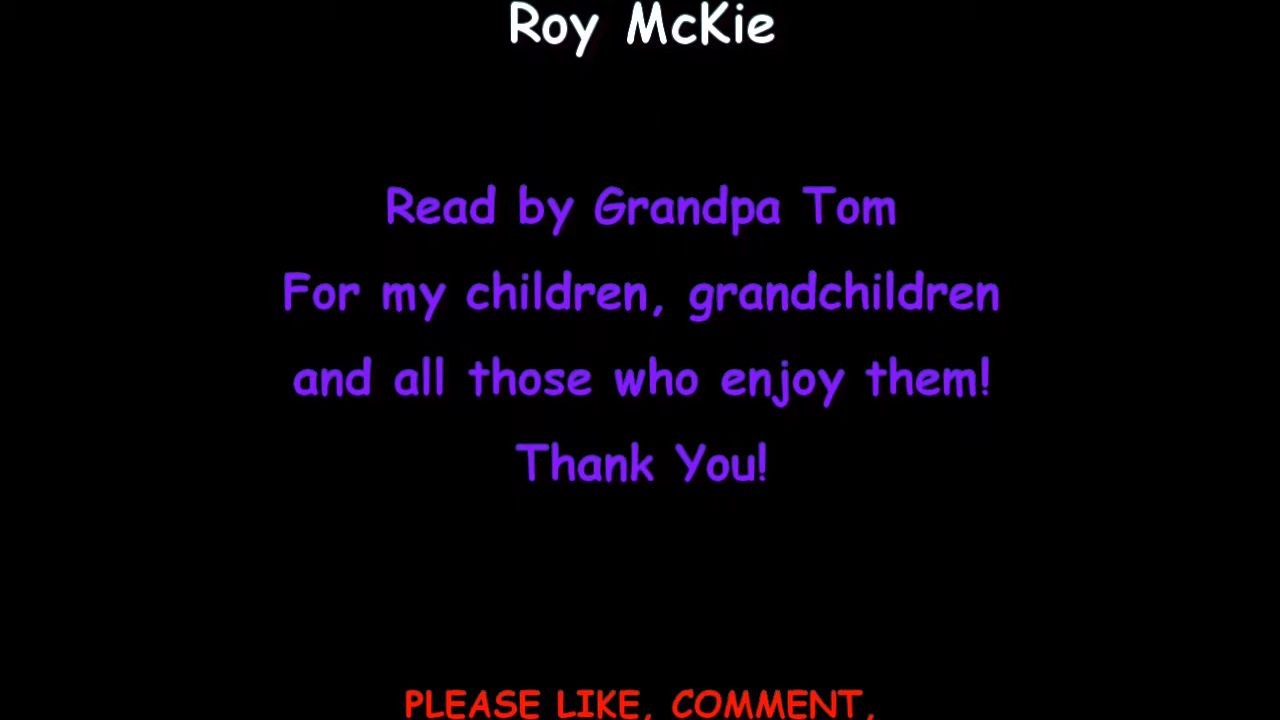 Roy McKie
Read by Grandpa Tom
For my children, grandchildren
and all those who enjoy them!
Thank You!
PLEASE LIKE, COMMENT,